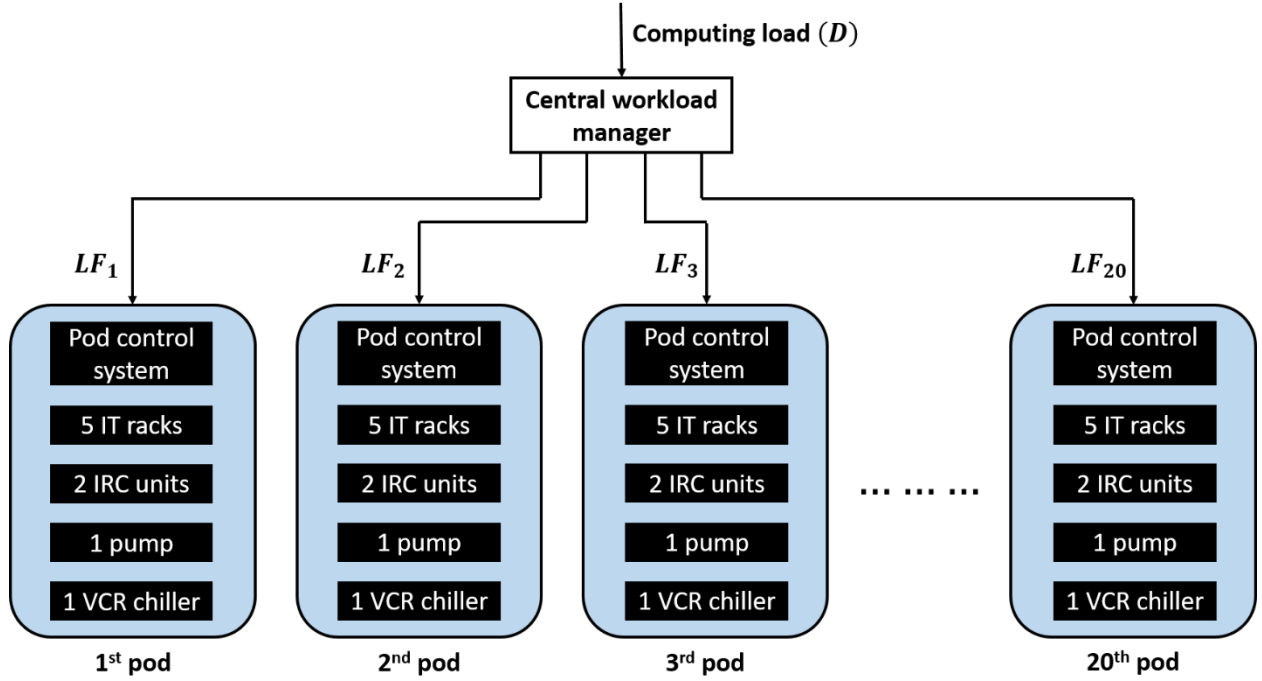 Computing load (D)
Central workload
manager
LF₁
LF₂
LF₃
LF₂₀
Pod control
system
5 IT racks
2 IRC units
1 pump
1 VCR chiller
1ˢᵗ pod
Pod control
system
5 IT racks
2 IRC units
1 pump
1 VCR chiller
2ⁿᵈ pod
Pod control
system
5 IT racks
2 IRC units
1 pump
1 VCR chiller
3ʳᵈ pod
... ... ...
Pod control
system
5 IT racks
2 IRC units
1 pump
1 VCR chiller
20ᵗʰ pod